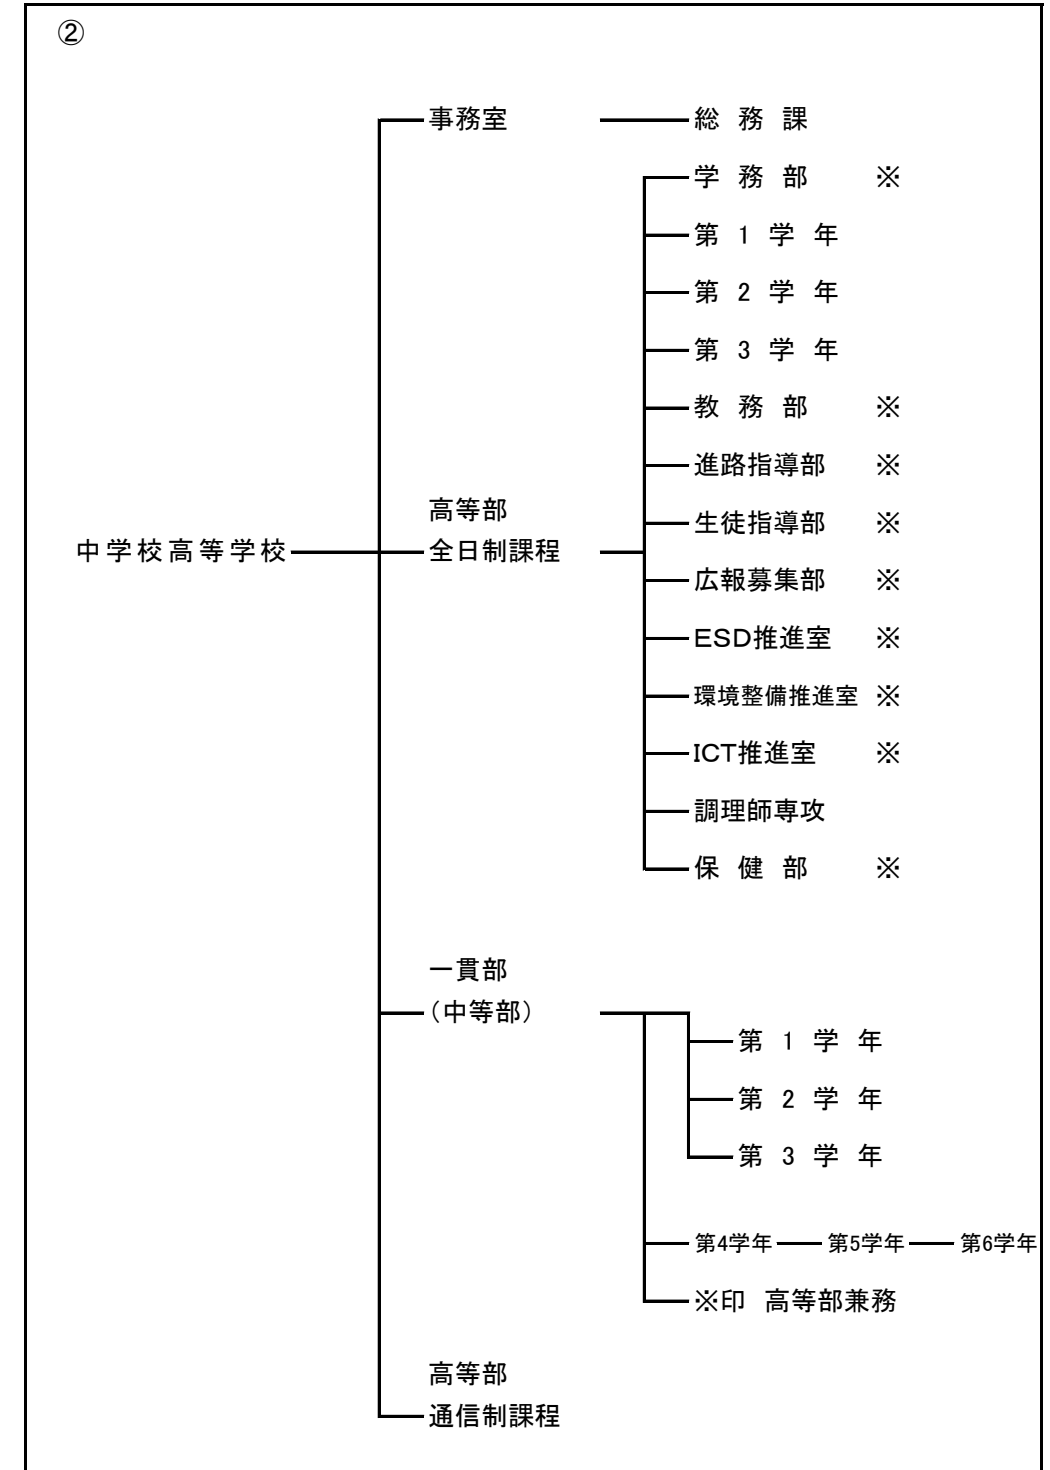 ②
事務室 総務課
学務部 ※
第1学年
第2学年
第3学年
教務部 ※
進路指導部 ※
高等部
生徒指導部 ※
中学校高等学校 全日制課程
広報募集部 ※
ESD推進室 ※
環境整備推進室 ※
ICT推進室 ※
調理師専攻
保健部 ※
一貫部
(中等部)
第1学年
第2学年
第3学年
第4学年 第5学年 第6学年
※印 高等部兼務
高等部
通信制課程